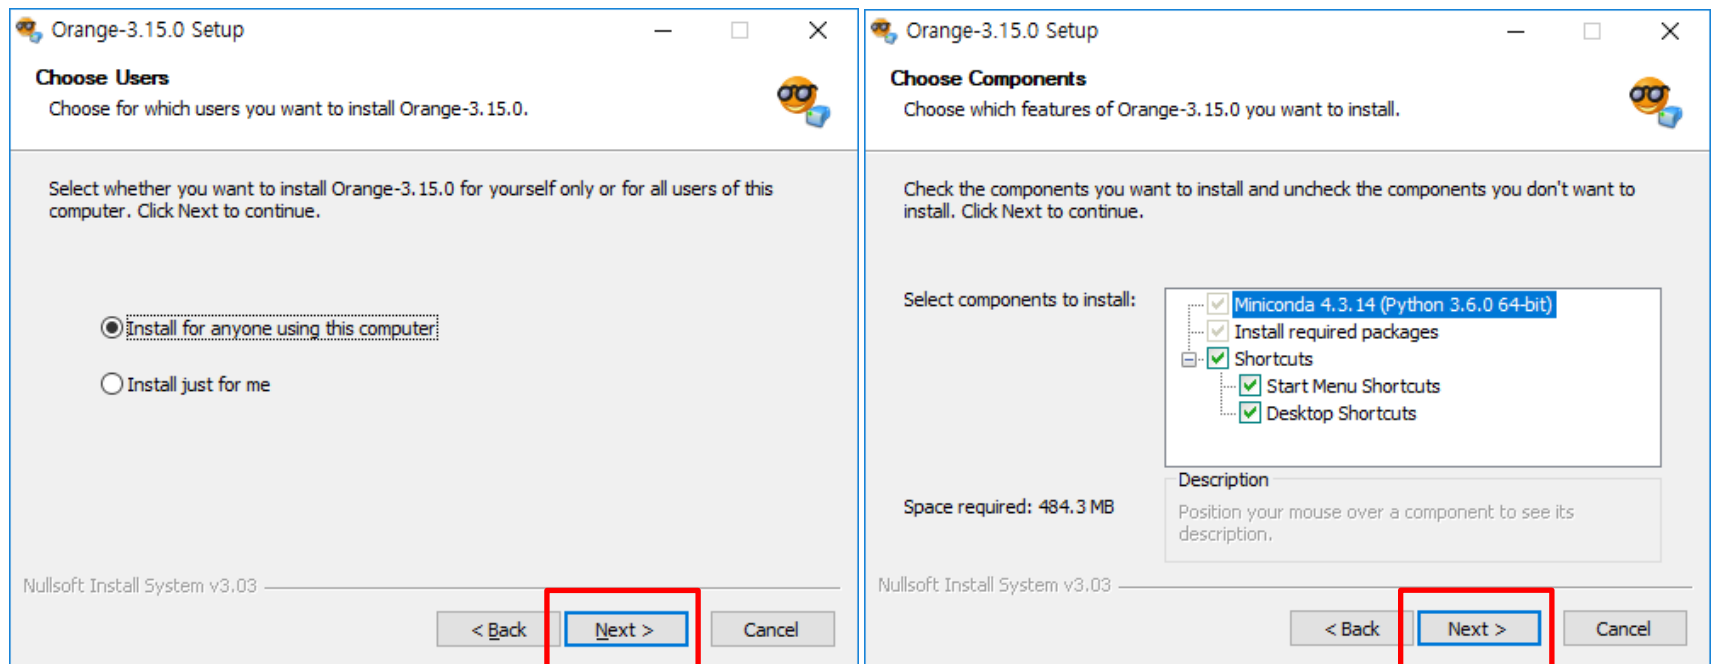 Orange-3.15.0 Setup
Choose Users
Choose for which users you want to install Orange-3.15.0.
Select whether you want to install Orange-3.15.0 for yourself only or for all users of this
computer. Click Next to continue.
Install for anyone using this computer
Install just for me
Nullsoft Install System v3.03
< Back
Next >
Cancel
Orange-3.15.0 Setup
Choose Components
Choose which features of Orange-3.15.0 you want to install.
Check the components you want to install and uncheck the components you don't want to
install. Click Next to continue.
Select components to install:
Miniconda 4.3.14 (Python 3.6.0 64-bit)
Install required packages
Shortcuts
Start Menu Shortcuts
Desktop Shortcuts
Space required: 484.3 MB
Description
Position your mouse over a component to see its
description.
Nullsoft Install System v3.03
< Back
Next >
Cancel